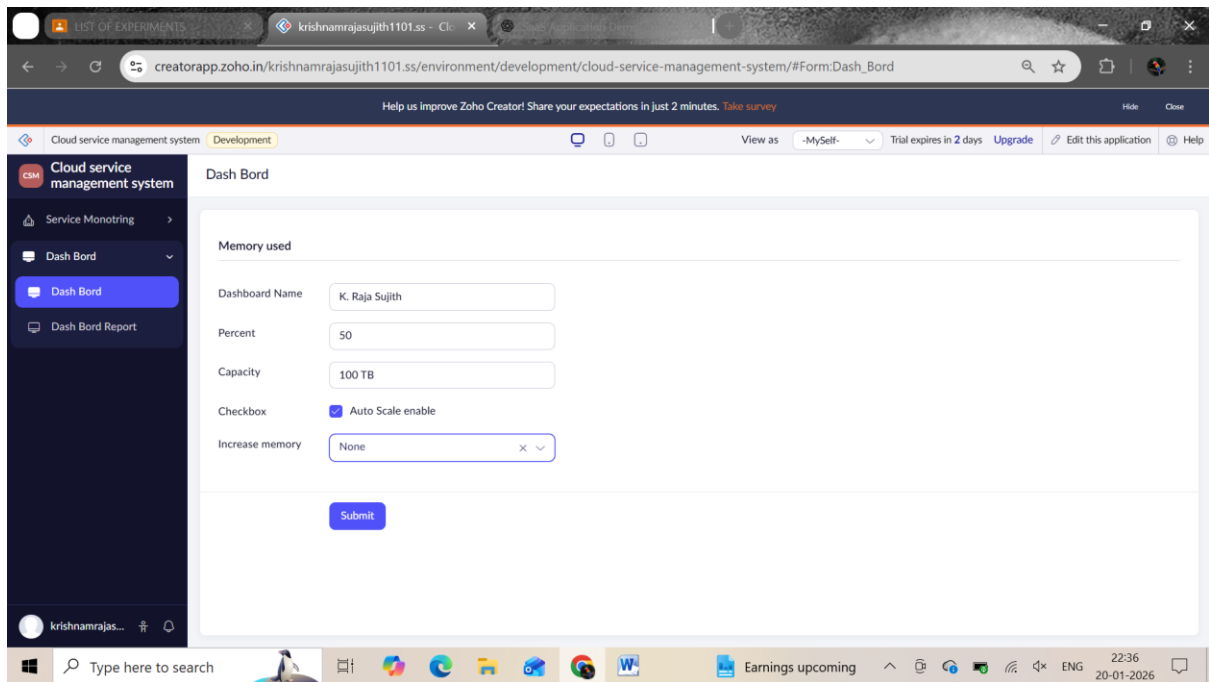 LIST OF EXPERIMENTS
krishnamrajasujith1101.ss - Clo
SaaS Application Dem
creatorapp.zoho.in/krishnamrajasujith1101.ss/environment/development/cloud-service-management-system/#Form:Dash_Bord
Help us improve Zoho Creator! Share your expectations in just 2 minutes. Take survey
Hide
Close
Cloud service management system
Development
View as
-MySelf-
Trial expires in 2 days
Upgrade
Edit this application
Help
CSM
Cloud service
management system
Dash Bord
Service Monotring
Dash Bord
Dash Bord
Dash Bord Report
Memory used
Dashboard Name
K. Raja Sujith
Percent
50
Capacity
100 TB
Checkbox
Auto Scale enable
Increase memory
None
Submit
krishnamrajas...
Type here to search
Earnings upcoming
ENG
22:36
20-01-2026